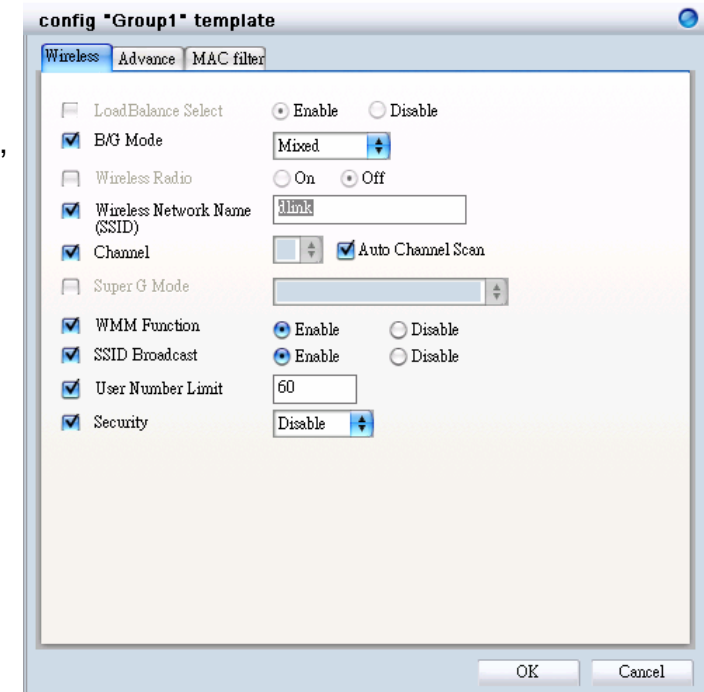 config "Group1" template
Wireless Advance MAC filter
LoadBalance Select Enable Disable
,
B/G Mode Mixed
Wireless Radio On Off
Wireless Network Name (SSID) dlink
Channel Auto Channel Scan
Super G Mode
WMM Function Enable Disable
SSID Broadcast Enable Disable
User Number Limit 60
Security Disable
OK Cancel